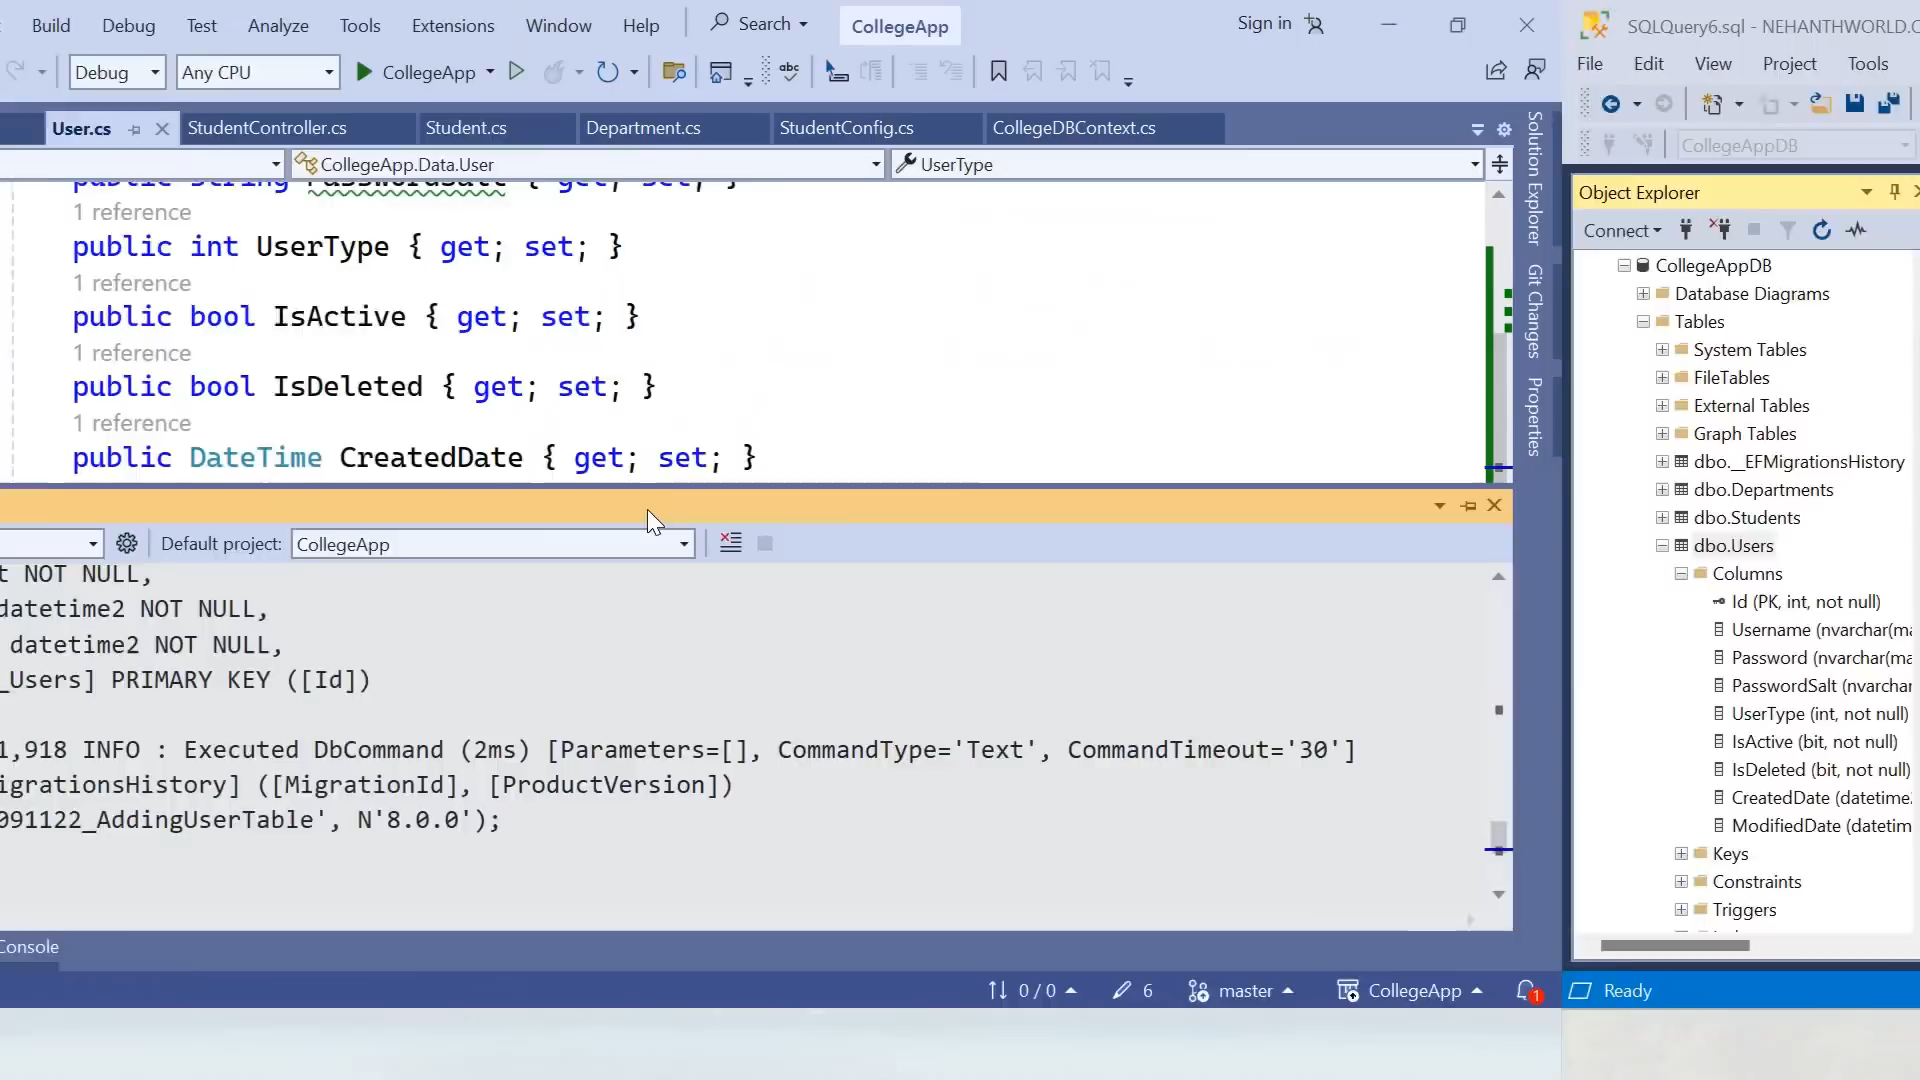 Build Debug Test Analyze Tools Extensions Window Help Search CollegeApp Sign in
Debug Any CPU CollegeApp
User.cs StudentController.cs Student.cs Department.cs StudentConfig.cs CollegeDBContext.cs
CollegeApp.Data.User UserType
public string PasswordSalt { get; set; }
1 reference
public int UserType { get; set; }
1 reference
public bool IsActive { get; set; }
1 reference
public bool IsDeleted { get; set; }
1 reference
public DateTime CreatedDate { get; set; }
Default project: CollegeApp
t NOT NULL,
datetime2 NOT NULL,
datetime2 NOT NULL,
_Users] PRIMARY KEY ([Id])
1,918 INFO : Executed DbCommand (2ms) [Parameters=[], CommandType='Text', CommandTimeout='30']
igrationsHistory] ([MigrationId], [ProductVersion])
091122_AddingUserTable', N'8.0.0');
Console
0 / 0 6 master CollegeApp 1
Solution Explorer
Git Changes
Properties
SQLQuery6.sql - NEHANTHWORLD.C
File Edit View Project Tools
CollegeAppDB
Object Explorer
Connect
CollegeAppDB
Database Diagrams
Tables
System Tables
FileTables
External Tables
Graph Tables
dbo.__EFMigrationsHistory
dbo.Departments
dbo.Students
dbo.Users
Columns
Id (PK, int, not null)
Username (nvarchar(ma
Password (nvarchar(ma
PasswordSalt (nvarchar
UserType (int, not null)
IsActive (bit, not null)
IsDeleted (bit, not null)
CreatedDate (datetime
ModifiedDate (datetim
Keys
Constraints
Triggers
Ready